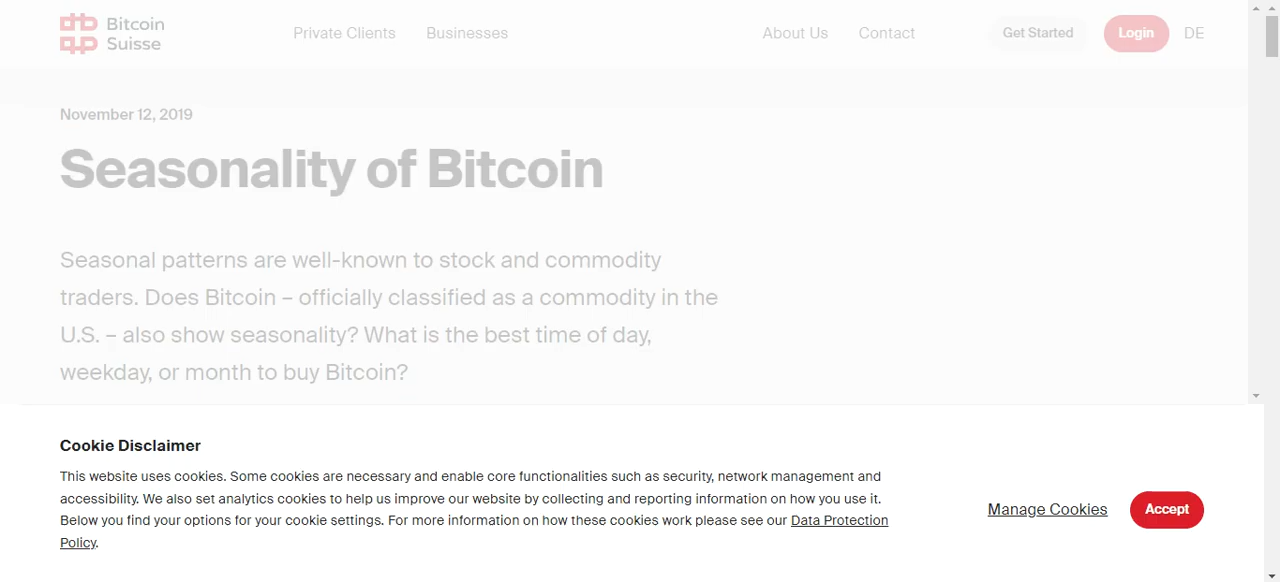 Bitcoin
Suisse
Private Clients
Businesses
About Us
Contact
Get Started
Login
DE
November 12, 2019
Seasonality of Bitcoin
Seasonal patterns are well-known to stock and commodity
traders. Does Bitcoin – officially classified as a commodity in the
U.S. – also show seasonality? What is the best time of day,
weekday, or month to buy Bitcoin?
Cookie Disclaimer
This website uses cookies. Some cookies are necessary and enable core functionalities such as security, network management and
accessibility. We also set analytics cookies to help us improve our website by collecting and reporting information on how you use it.
Below you find your options for your cookie settings. For more information on how these cookies work please see our Data Protection
Policy.
Manage Cookies
Accept